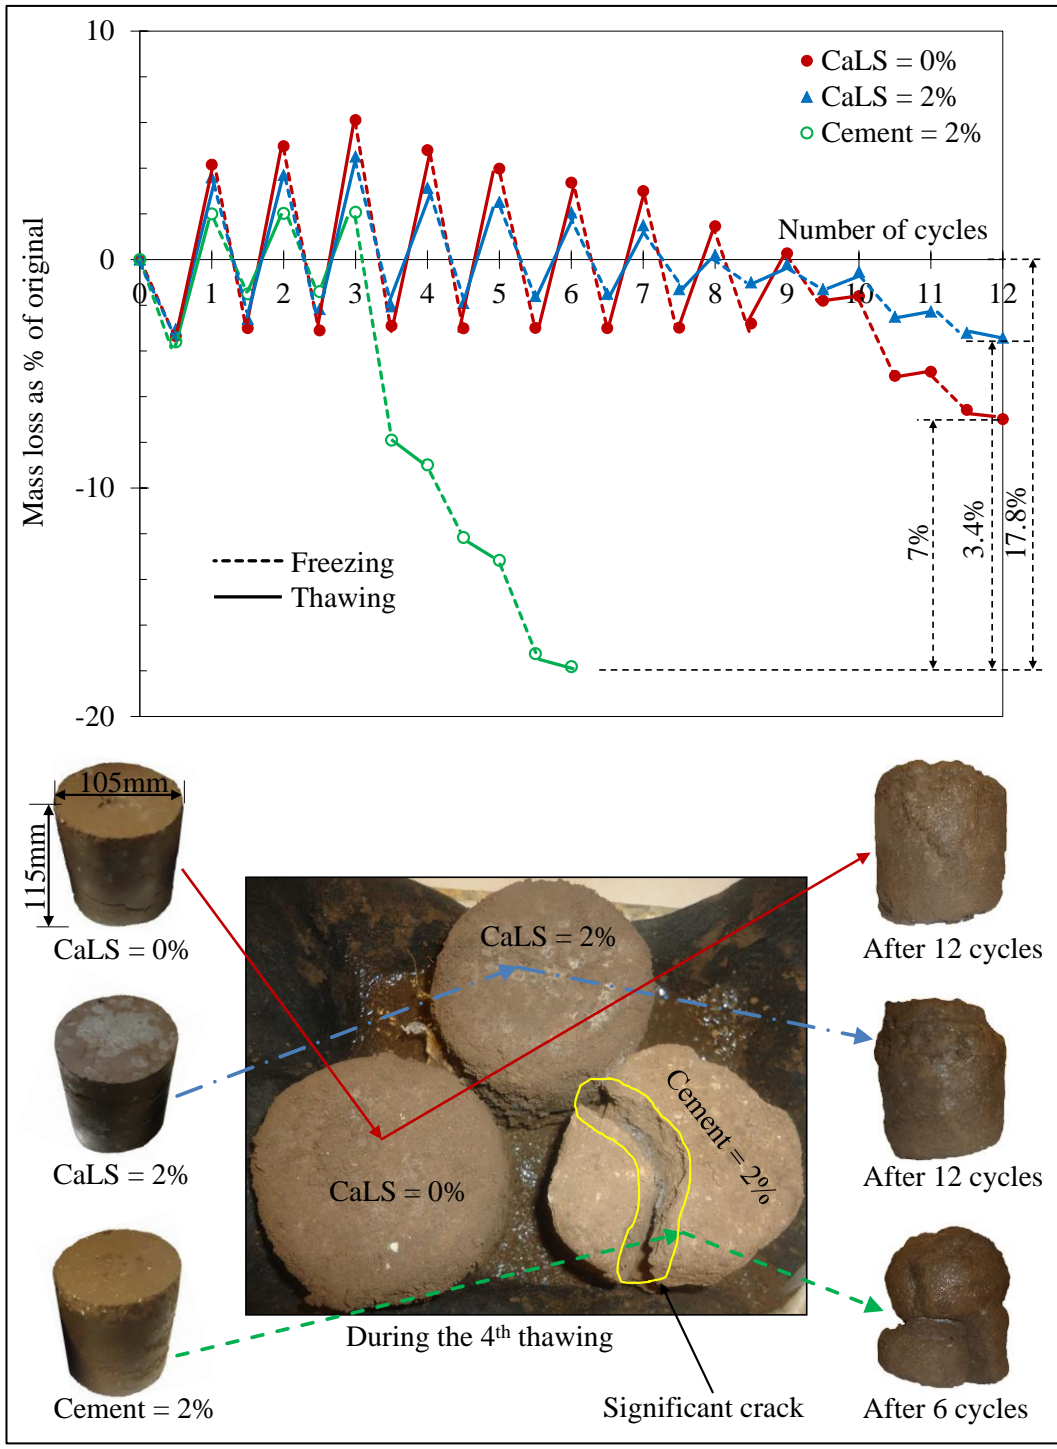 10
CaLS = 0%
CaLS = 2%
Cement = 2%
Number of cycles
0
0 1 2 3 4 5 6 7 8 9 10 11 12
Mass loss as % of original
-10
-20
Freezing
Thawing
7%
3.4%
17.8%
105mm
115mm
CaLS = 0%
CaLS = 2%
Cement = 2%
CaLS = 2%
CaLS = 0%
Cement = 2%
During the 4th thawing
Significant crack
After 12 cycles
After 12 cycles
After 6 cycles